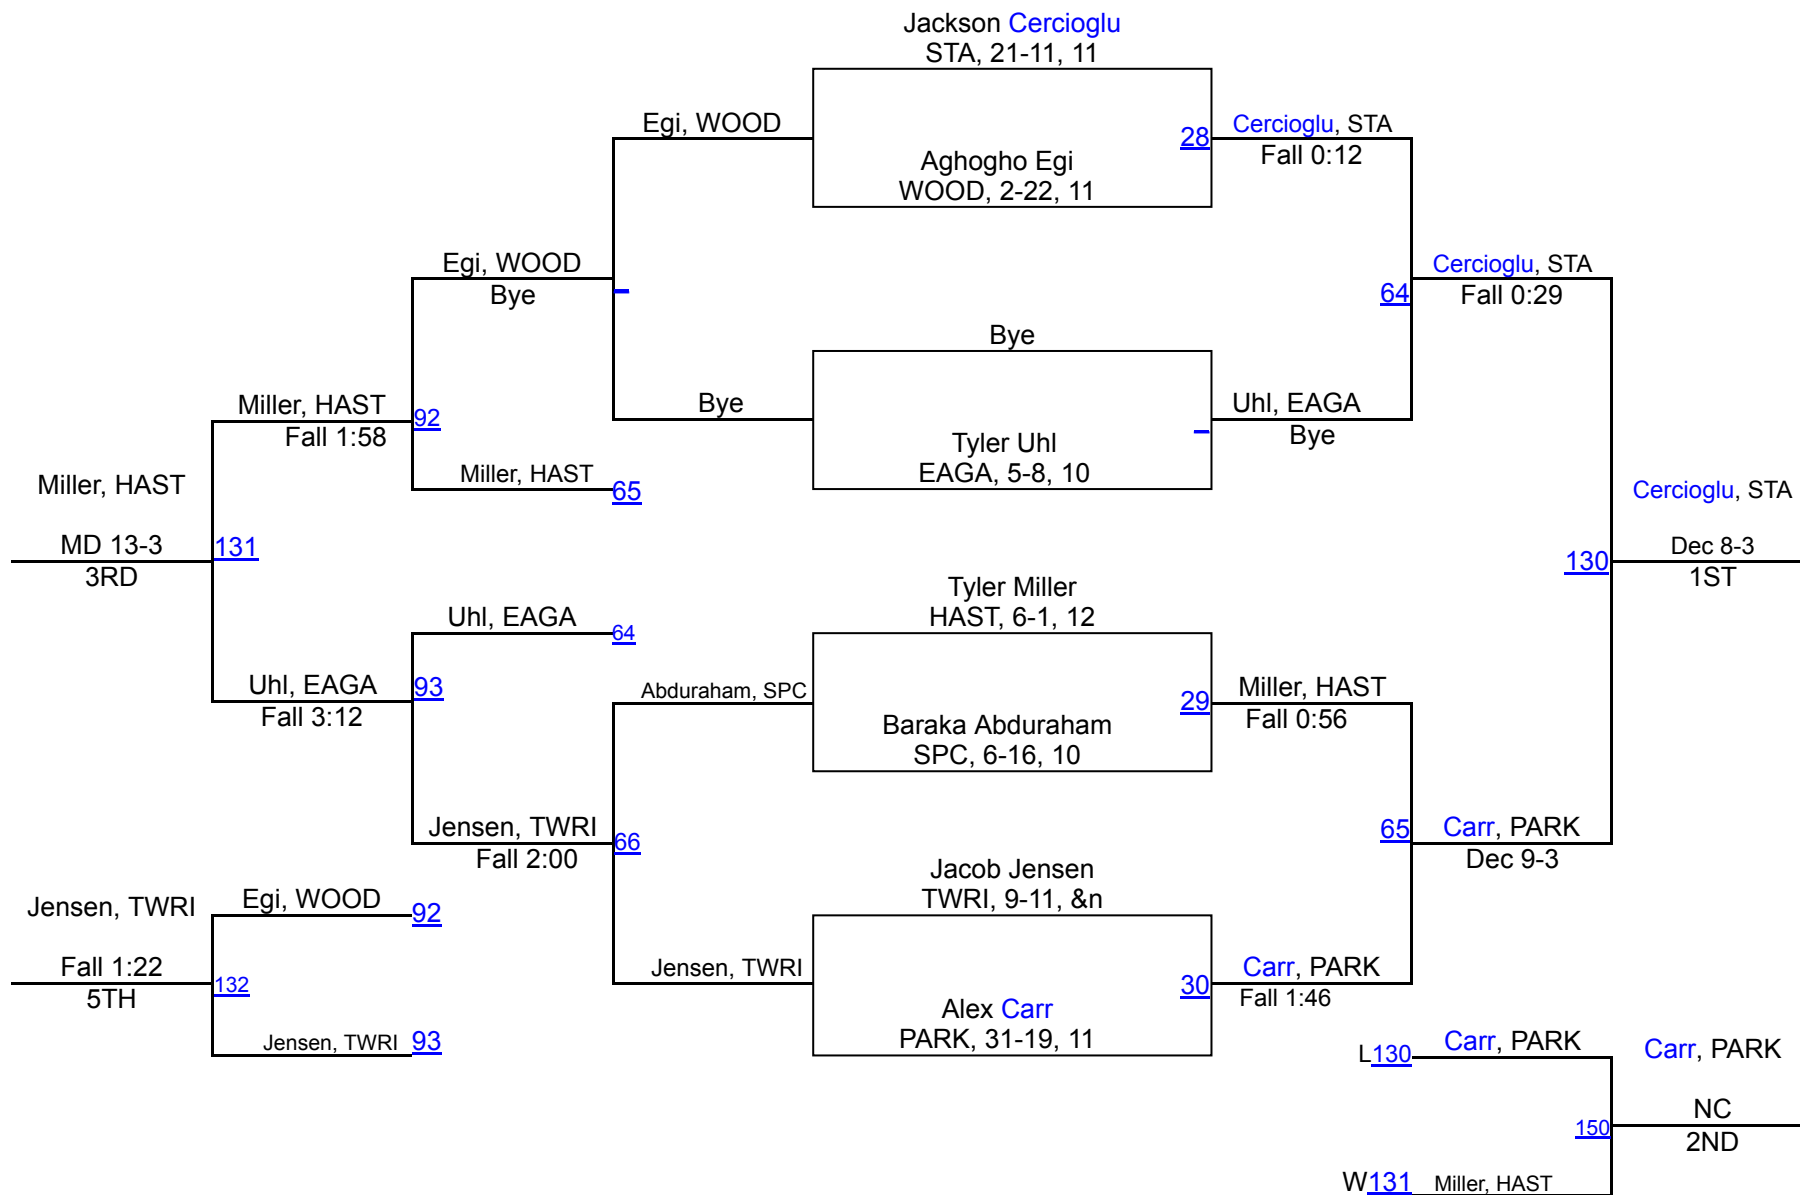 Jackson Cercioglu
STA, 21-11, 11
Egi, WOOD
28
Cercioglu, STA
Fall 0:12
Aghogho Egi
WOOD, 2-22, 11
Egi, WOOD
Bye
-
Cercioglu, STA
64
Fall 0:29
Bye
Miller, HAST
Fall 1:58
92
Bye
Uhl, EAGA
-
Bye
Tyler Uhl
EAGA, 5-8, 10
Miller, HAST
65
Miller, HAST
MD 13-3
3RD
131
Cercioglu, STA
130
Dec 8-3
1ST
Tyler Miller
HAST, 6-1, 12
Uhl, EAGA
64
Uhl, EAGA
Fall 3:12
93
Abduraham, SPC
29
Miller, HAST
Fall 0:56
Baraka Abduraham
SPC, 6-16, 10
Jensen, TWRI
Fall 2:00
66
65
Carr, PARK
Dec 9-3
Jacob Jensen
TWRI, 9-11, &n
Jensen, TWRI
Egi, WOOD
92
Fall 1:22
5TH
132
Jensen, TWRI
30
Carr, PARK
Fall 1:46
Alex Carr
PARK, 31-19, 11
Jensen, TWRI
93
L130
Carr, PARK
Carr, PARK
150
NC
2ND
W131
Miller, HAST